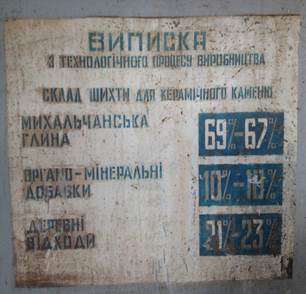 ВИПИСКА
З ТЕХНОЛОГІЧНОГО ПРОЦЕСУ ВИРОБНИЦТВА
СКЛАД ШИХТИ ДЛЯ КЕРАМІЧНОГО КАМЕНЮ
МИХАЛЬЧАНСЬКА
ГЛИНА
69%-67%
ОРГАНО-МІНЕРАЛЬНІ
ДОБАВКИ
ДЕРЕВНІ
ВІДХОДИ
21%-23%